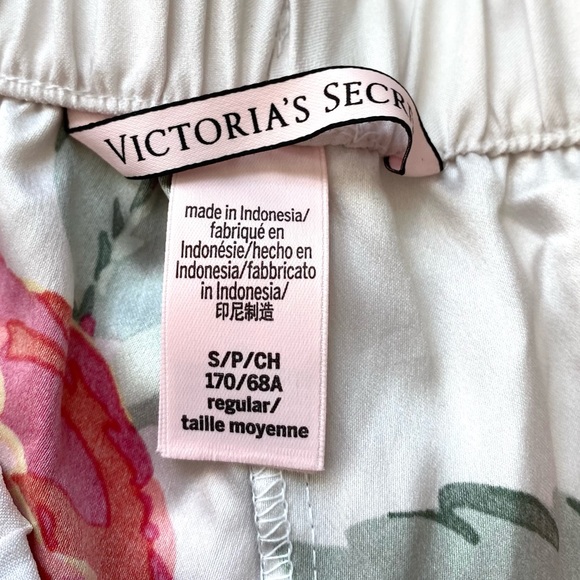 VICTORIA'S SECR
made in Indonesia/
fabriqué en
Indonésie/hecho en
Indonesia/fabbricato
in Indonesia/
印尼制造
S/P/CH
170/68A
regular/
taille moyenne